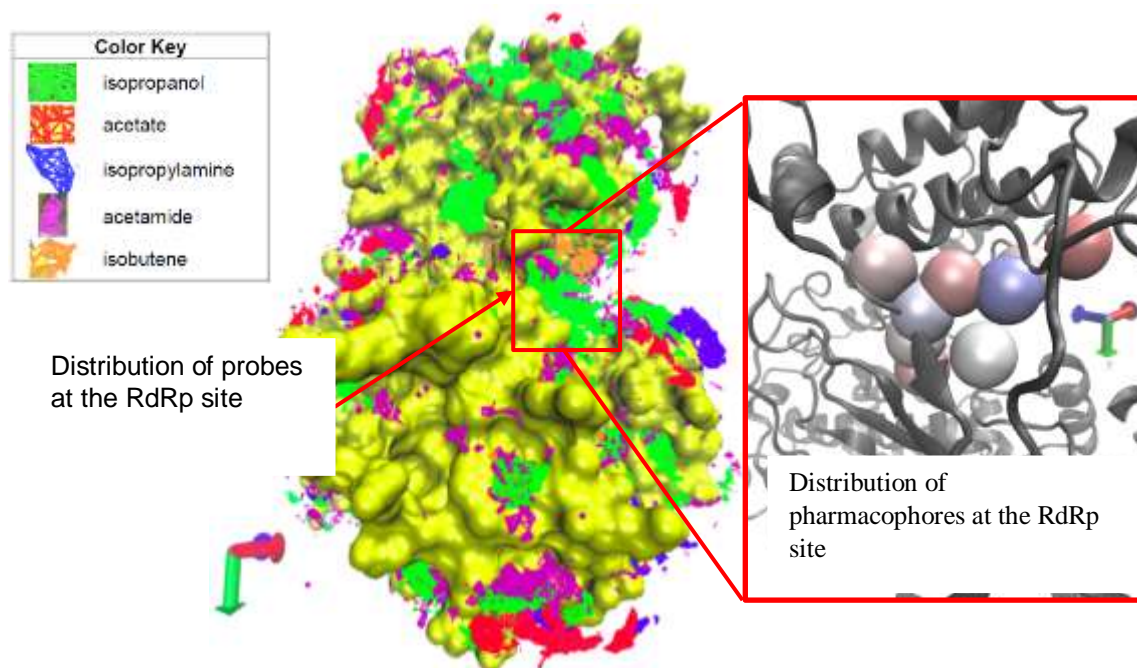 Color Key
isopropanol
acetate
isopropylamine
acetamide
isobutene
Distribution of probes
at the RdRp site
Distribution of
pharmacophores at the RdRp
site